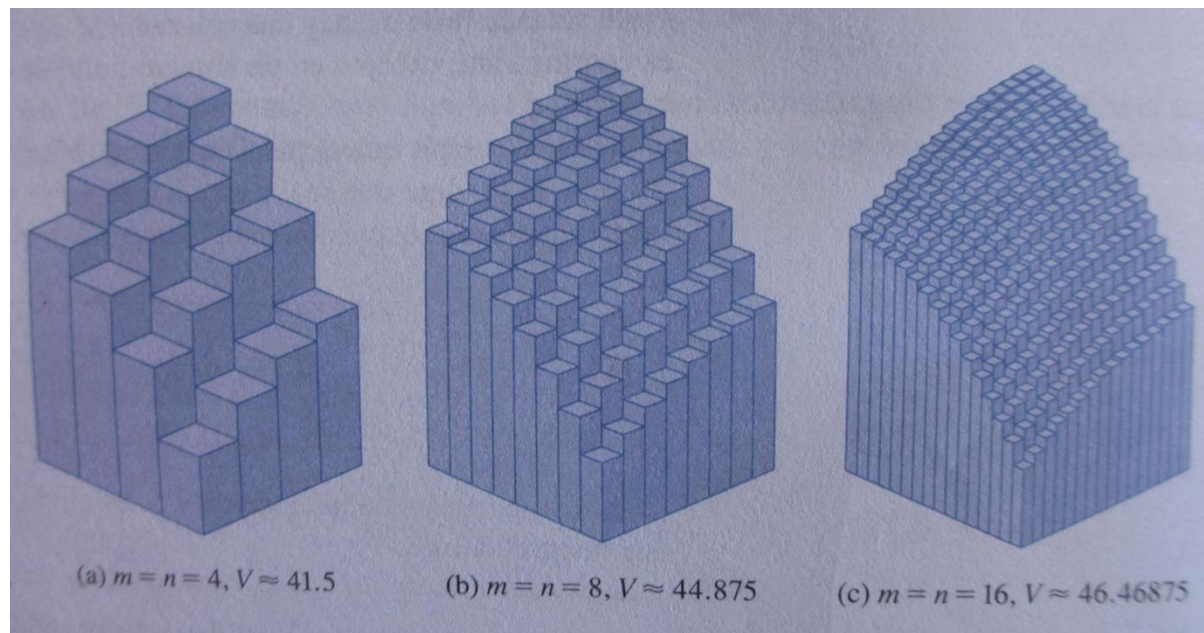 (a) m = n = 4, V ≈ 41.5
(b) m = n = 8, V ≈ 44.875
(c) m = n = 16, V ≈ 46.46875